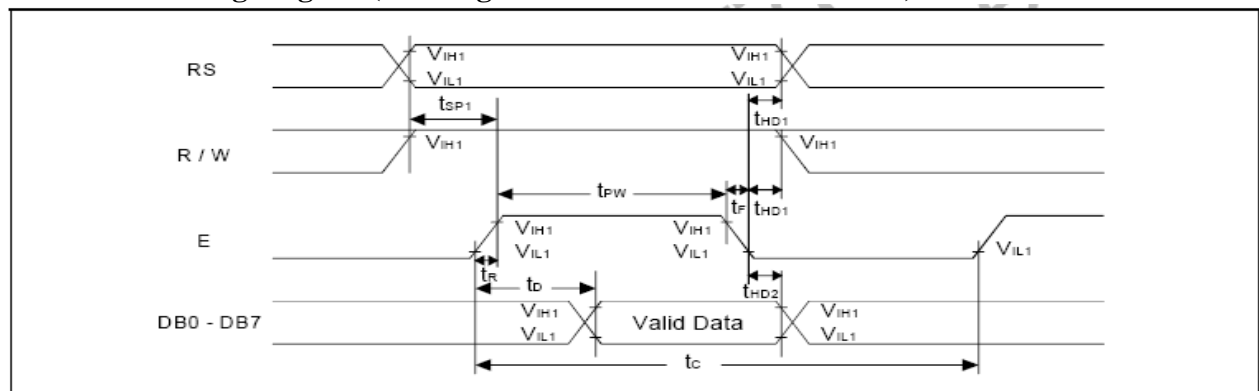 RS
VIH1
VIL1
VIH1
VIL1
tSP1
tHD1
R / W
VIH1
VIH1
tPW
tF
tHD1
E
VIH1
VIL1
VIH1
VIL1
VIL1
tR
tD
tHD2
DB0 - DB7
VIH1
VIL1
Valid Data
VIH1
VIL1
tC